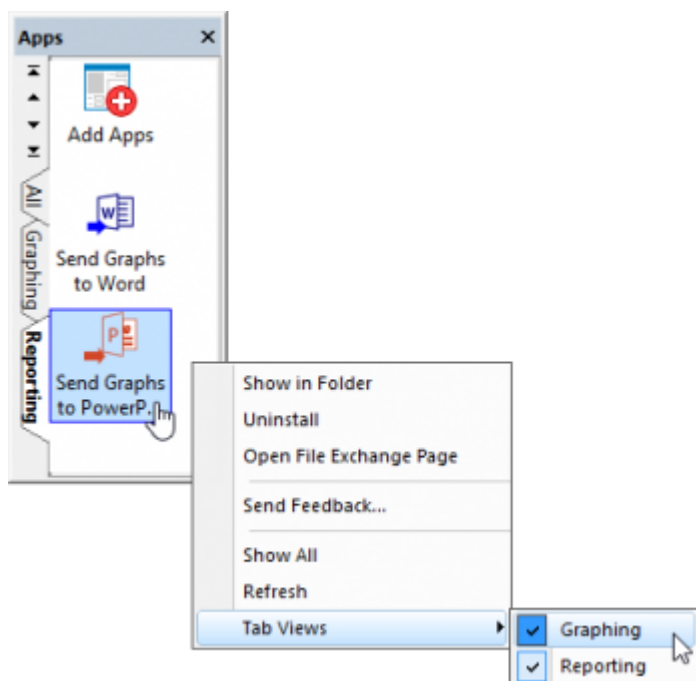 Apps
Add Apps
All
Graphing
Reporting
Send Graphs
to Word
Send Graphs
to PowerP...
Show in Folder
Uninstall
Open File Exchange Page
Send Feedback...
Show All
Refresh
Tab Views
Graphing
Reporting